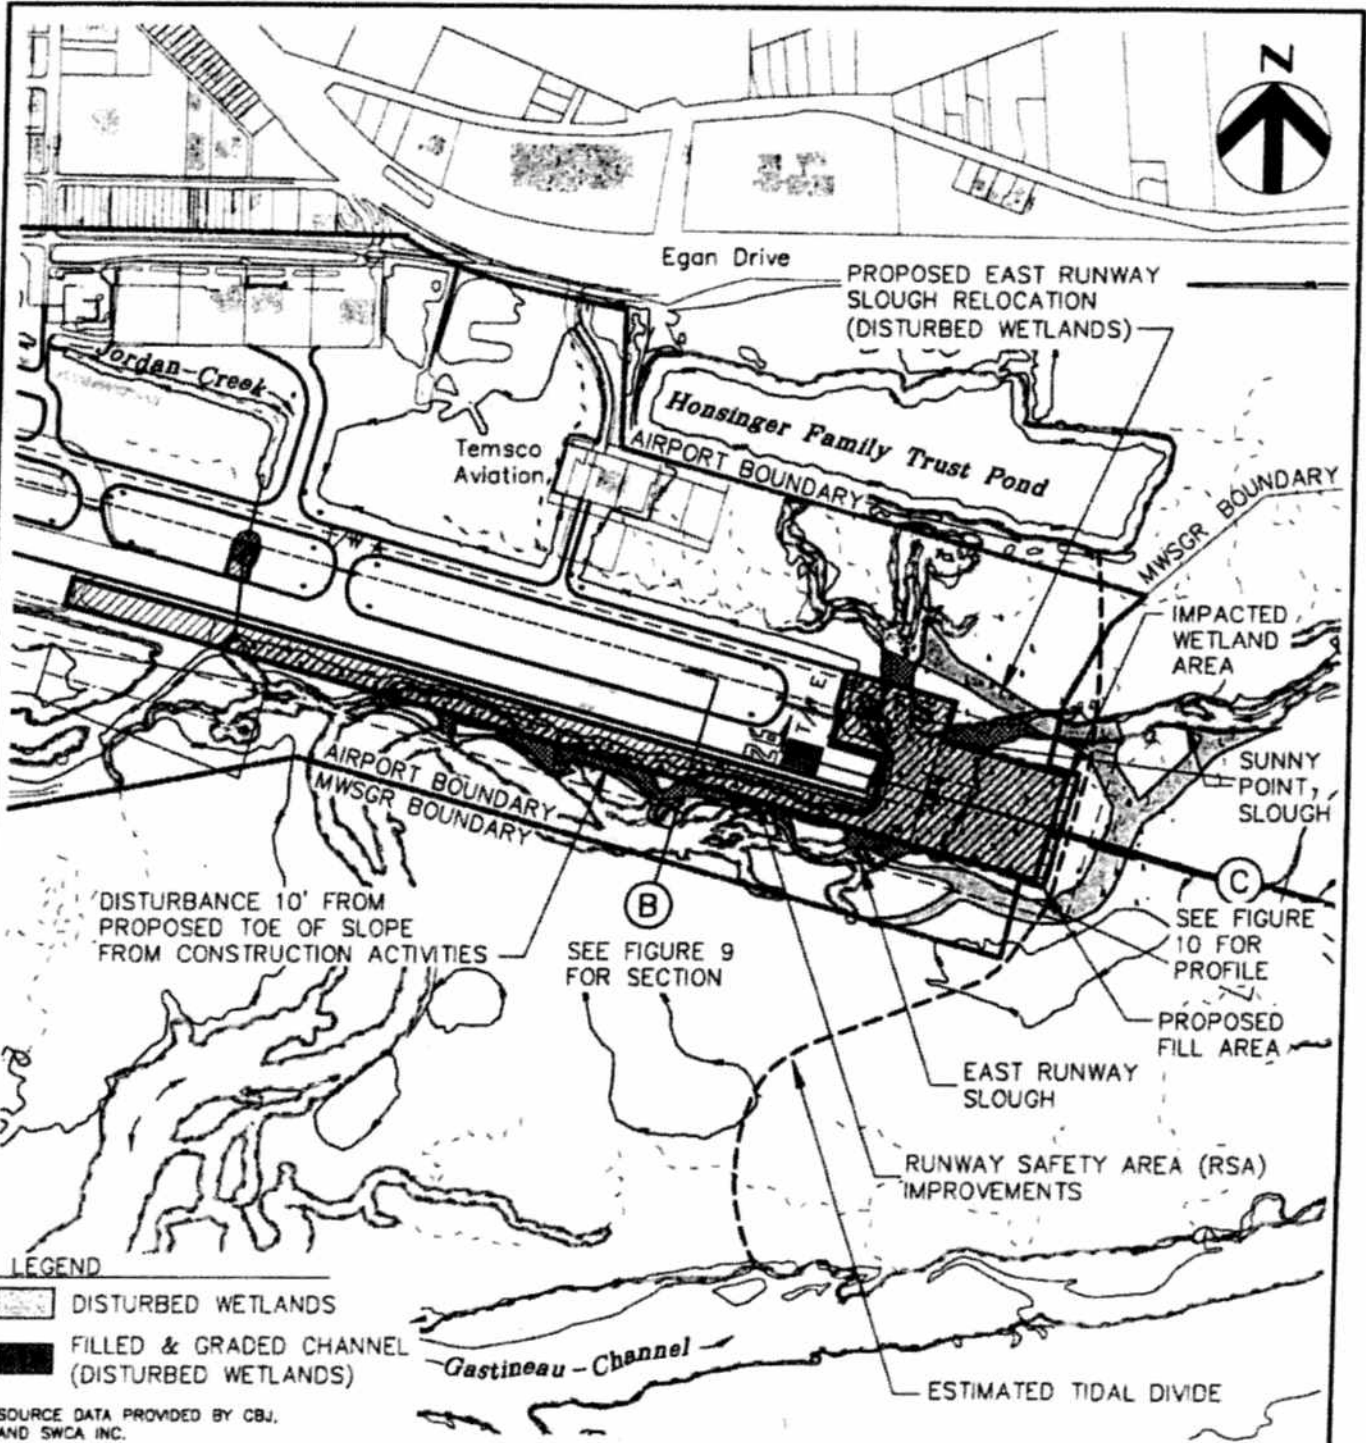 N
Egan Drive
PROPOSED EAST RUNWAY
SLOUGH RELOCATION
(DISTURBED WETLANDS)
Jordan-Creek
Honsinger Family Trust Pond
Temsco
Aviation
AIRPORT BOUNDARY
MWSGR BOUNDARY
IMPACTED
WETLAND
AREA
T/W E1
SUNNY
POINT
SLOUGH
AIRPORT BOUNDARY
MWSGR BOUNDARY
DISTURBANCE 10' FROM
PROPOSED TOE OF SLOPE
FROM CONSTRUCTION ACTIVITIES
B
SEE FIGURE 9
FOR SECTION
C
SEE FIGURE
10 FOR
PROFILE
PROPOSED
FILL AREA
EAST RUNWAY
SLOUGH
RUNWAY SAFETY AREA (RSA)
IMPROVEMENTS
LEGEND
DISTURBED WETLANDS
FILLED & GRADED CHANNEL
(DISTURBED WETLANDS)
Gastineau-Channel
ESTIMATED TIDAL DIVIDE
SOURCE DATA PROVIDED BY CBJ,
AND SWCA INC.